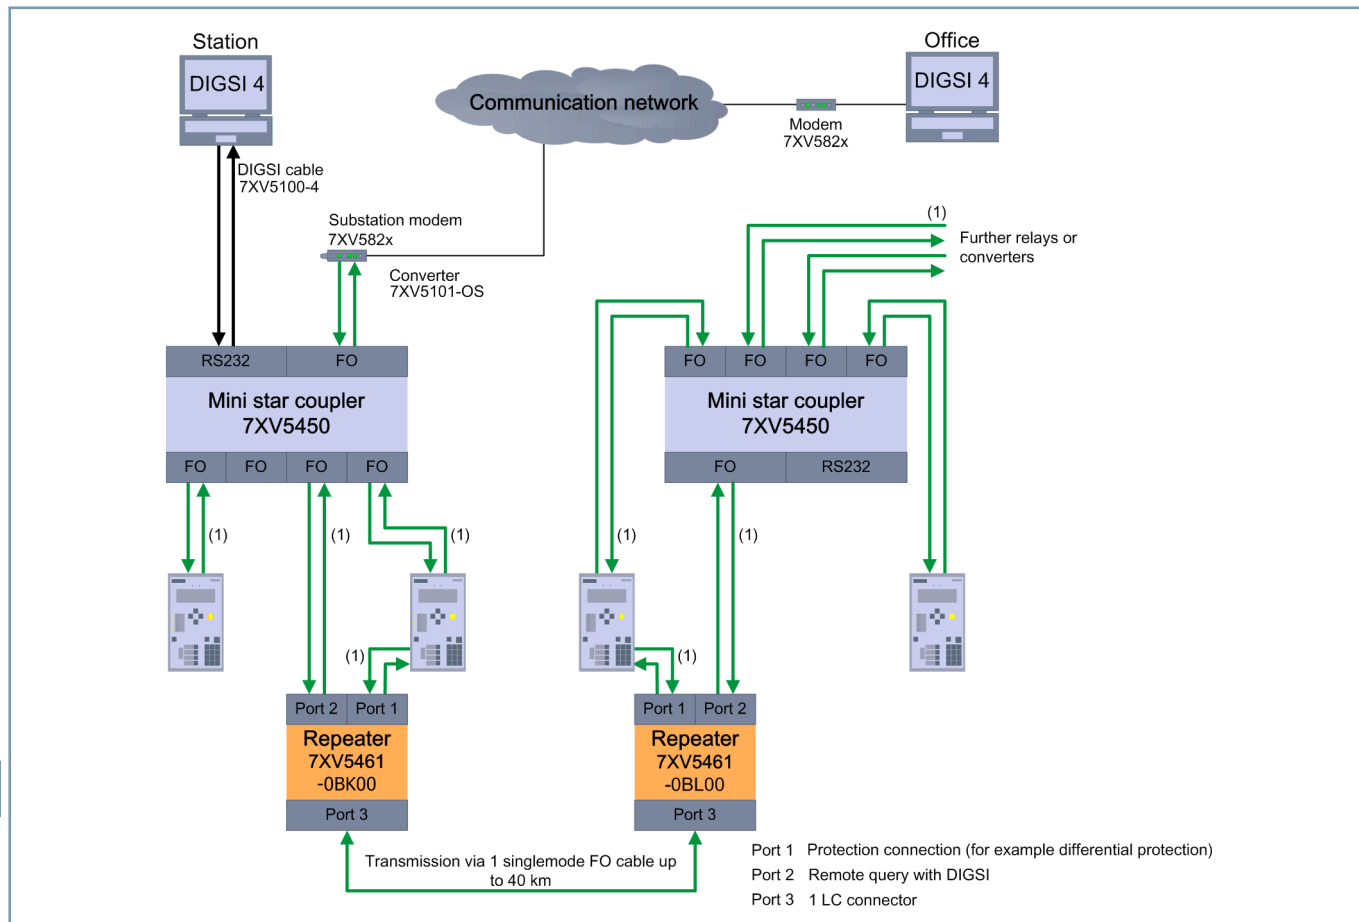 Station
Office
DIGSI 4
DIGSI 4
Communication network
Modem
7XV582x
DIGSI cable
7XV5100-4
Substation modem
7XV582x
Converter
7XV5101-OS
(1)
Further relays or
converters
RS232
FO
Mini star coupler
7XV5450
FO
FO
FO
FO
FO
FO
FO
FO
Mini star coupler
7XV5450
FO
RS232
(1)
(1)
(1)
(1)
(1)
(1)
(1)
Port 2
Port 1
Repeater
7XV5461
-0BK00
Port 3
Port 1
Port 2
Repeater
7XV5461
-0BL00
Port 3
Transmission via 1 singlemode FO cable up
to 40 km
Port 1 Protection connection (for example differential protection)
Port 2 Remote query with DIGSI
Port 3 1 LC connector